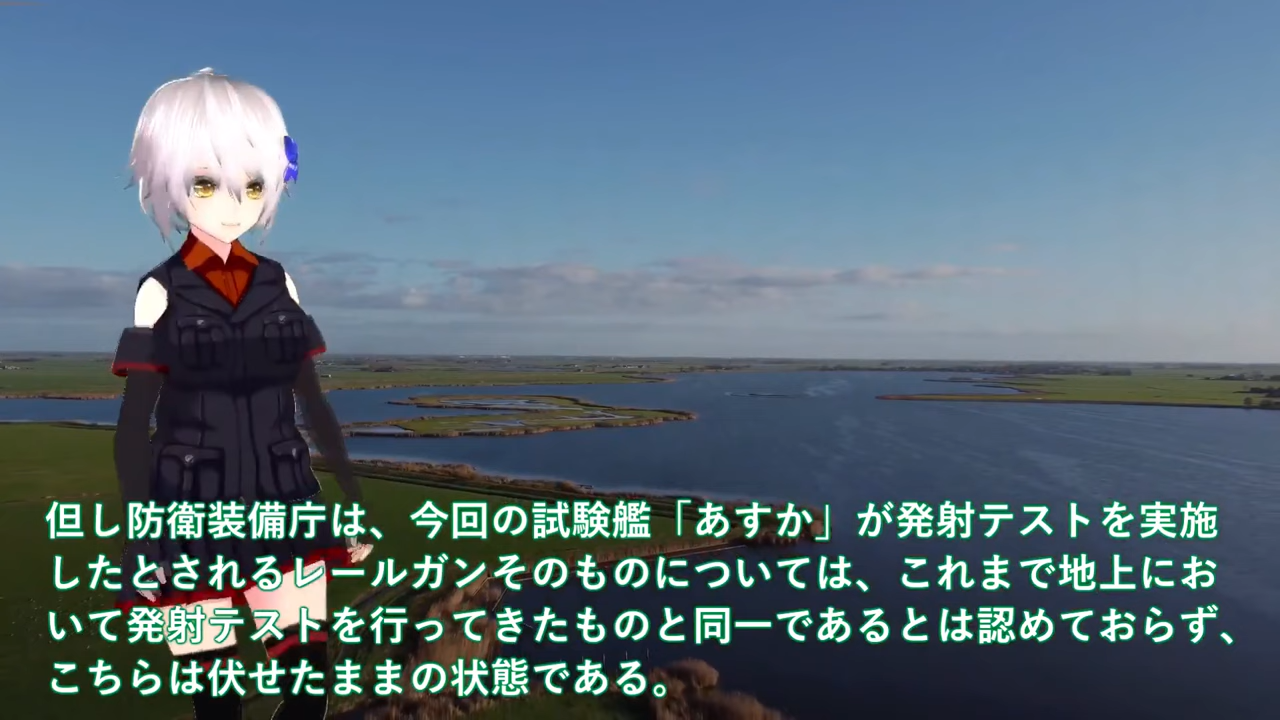 但し防衛装備庁は、今回の試験艦「あすか」が発射テストを実施
したとされるレールガンそのものについては、これまで地上にお
いて発射テストを行ってきたものと同一であるとは認めておらず、
こちらは伏せたままの状態である。